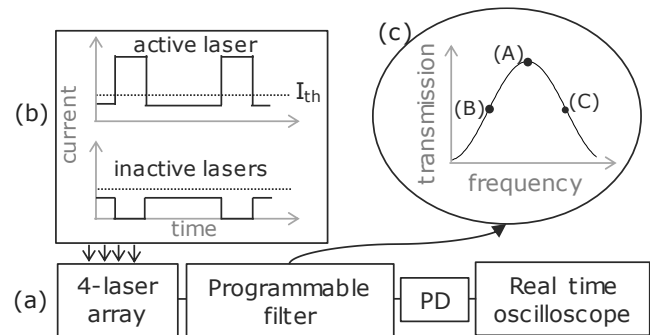 (b)
active laser
I_th
current
inactive lasers
time
(c)
transmission
(A)
(B)
(C)
frequency
(a)
4-laser
array
Programmable
filter
PD
Real time
oscilloscope